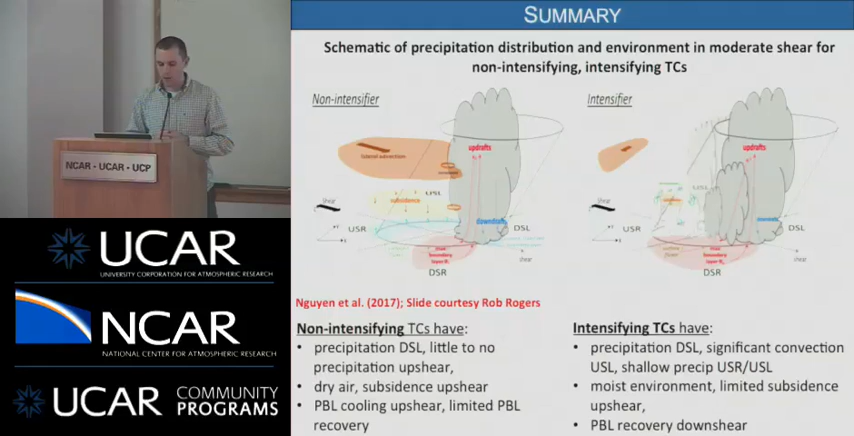 SUMMARY
Schematic of precipitation distribution and environment in moderate shear for
non-intensifying, intensifying TCs
Non-intensifier
Intensifier
updrafts
updrafts
lateral subsection
USL
USL
subsidence
shear
shear
USR
USR
DSL
DSL
DSR
DSR
shear
shear
Nguyen et al. (2017); Slide courtesy Rob Rogers
Non-intensifying TCs have:
• precipitation DSL, little to no
precipitation upshear,
• dry air, subsidence upshear
• PBL cooling upshear, limited PBL
recovery
Intensifying TCs have:
• precipitation DSL, significant convection
USL, shallow precip USR/USL
• moist environment, limited subsidence
upshear,
• PBL recovery downshear
NCAR - UCAR - UCP
UCAR
UNIVERSITY CORPORATION FOR ATMOSPHERIC RESEARCH
NCAR
NATIONAL CENTER FOR ATMOSPHERIC RESEARCH
UCAR
COMMUNITY
PROGRAMS